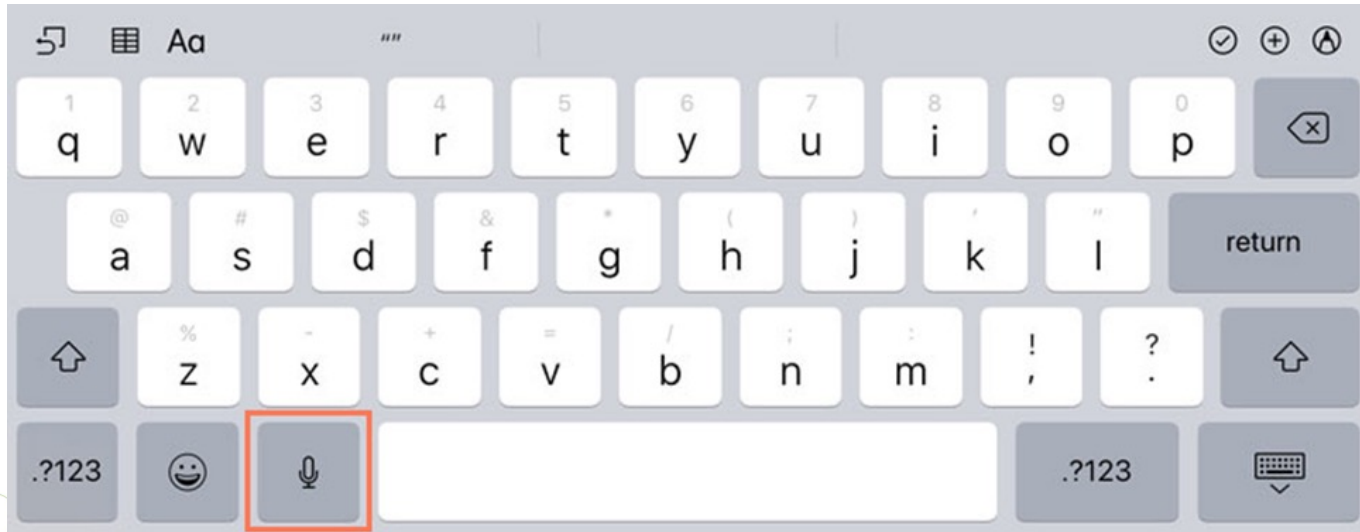 Aa "" 
1 2 3 4 5 6 7 8 9 0
q w e r t y u i o p
@ # $ & * ( ) ' "
a s d f g h j k l return
% - + = / ; : ! ?
z x c v b n m , .
.?123 .?123